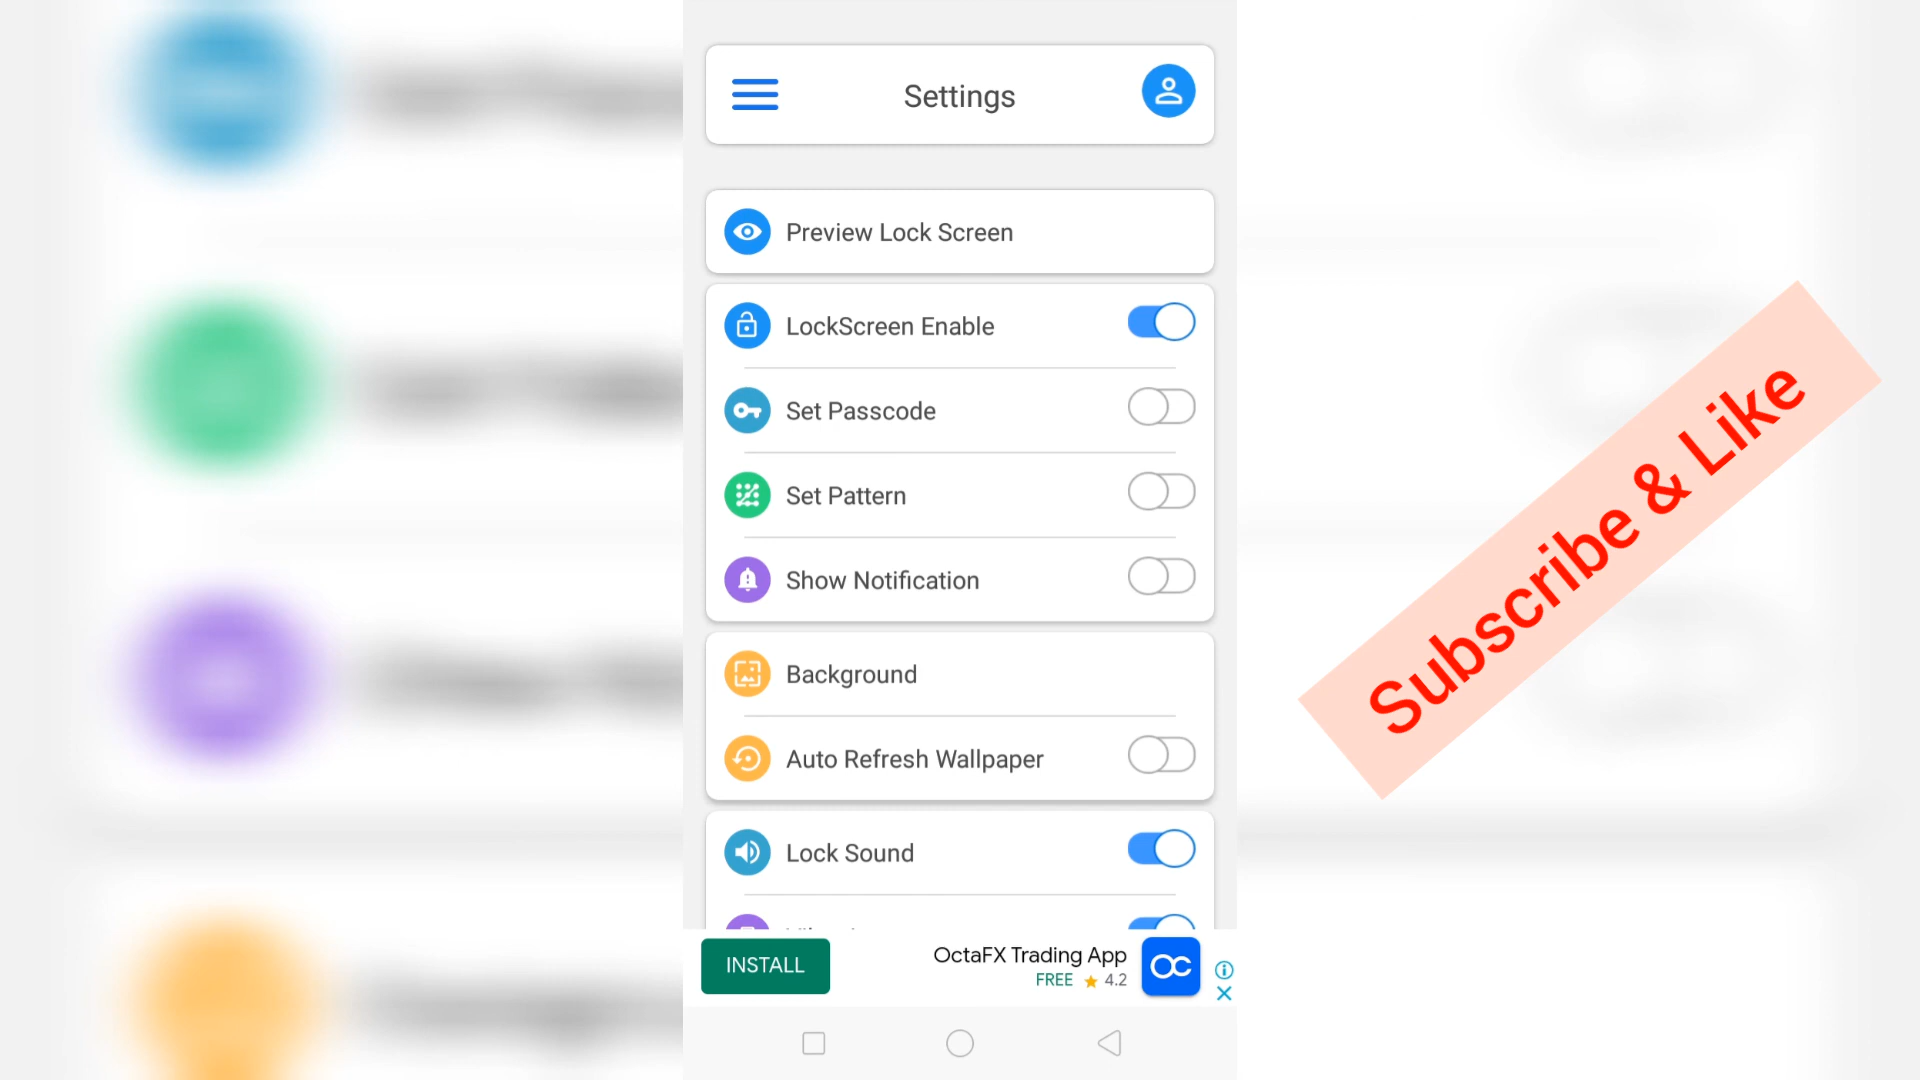 Settings
Preview Lock Screen
LockScreen Enable
Set Passcode
Set Pattern
Show Notification
Background
Auto Refresh Wallpaper
Lock Sound
INSTALL
OctaFX Trading App
FREE ★ 4.2
Subscribe & Like